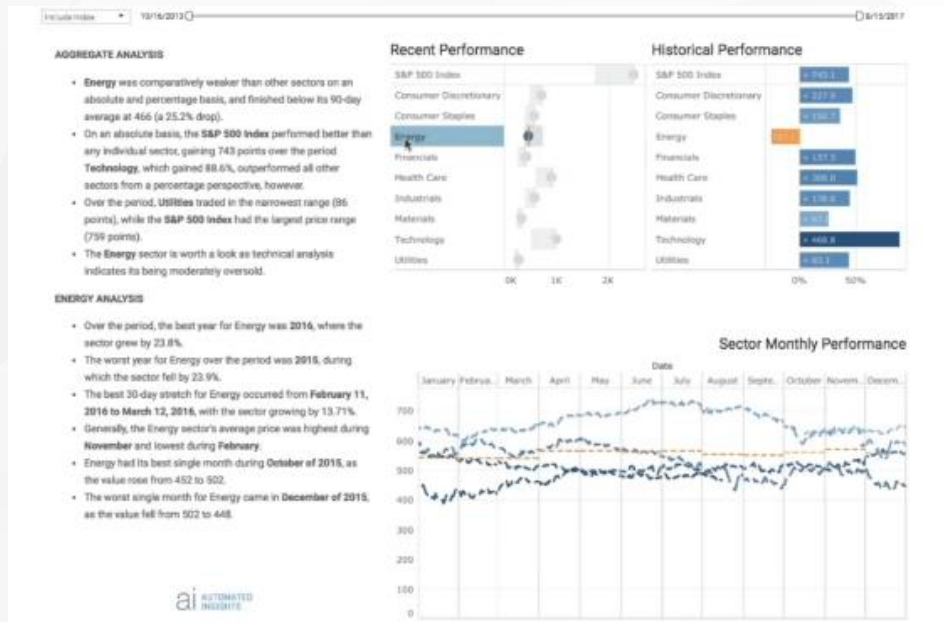 Include Index
10/16/2013
8/15/2017
AGGREGATE ANALYSIS
• Energy was comparatively weaker than other sectors on an
absolute and percentage basis, and finished below its 90-day
average at 466 (a 25.2% drop).
• On an absolute basis, the S&P 500 Index performed better than
any individual sector, gaining 743 points over the period
Technology, which gained 88.6%, outperformed all other
sectors from a percentage perspective, however.
• Over the period, Utilities traded in the narrowest range (86
points), while the S&P 500 Index had the largest price range
(759 points).
• The Energy sector is worth a look as technical analysis
indicates its being moderately oversold.
ENERGY ANALYSIS
• Over the period, the best year for Energy was 2016, where the
sector grew by 23.8%.
• The worst year for Energy over the period was 2015, during
which the sector fell by 23.9%.
• The best 30-day stretch for Energy occurred from February 11,
2016 to March 12, 2016, with the sector growing by 13.71%.
• Generally, the Energy sector's average price was highest during
November and lowest during February.
• Energy had its best single month during October of 2015, as
the value rose from 452 to 502.
• The worst single month for Energy came in December of 2015,
as the value fell from 502 to 448.
ai AUTOMATED
INSIGHTS
Recent Performance
S&P 500 Index
Consumer Discretionary
Consumer Staples
Energy
Financials
Health Care
Industrials
Materials
Technology
Utilities
0K 1K 2K
Historical Performance
S&P 500 Index
Consumer Discretionary
Consumer Staples
Energy
Financials
Health Care
Industrials
Materials
Technology
Utilities
0% 50%
Sector Monthly Performance
Date
January Februa.. March April May June July August Septe.. October Novem.. Decem..
700
600
500
400
300
200
100
0